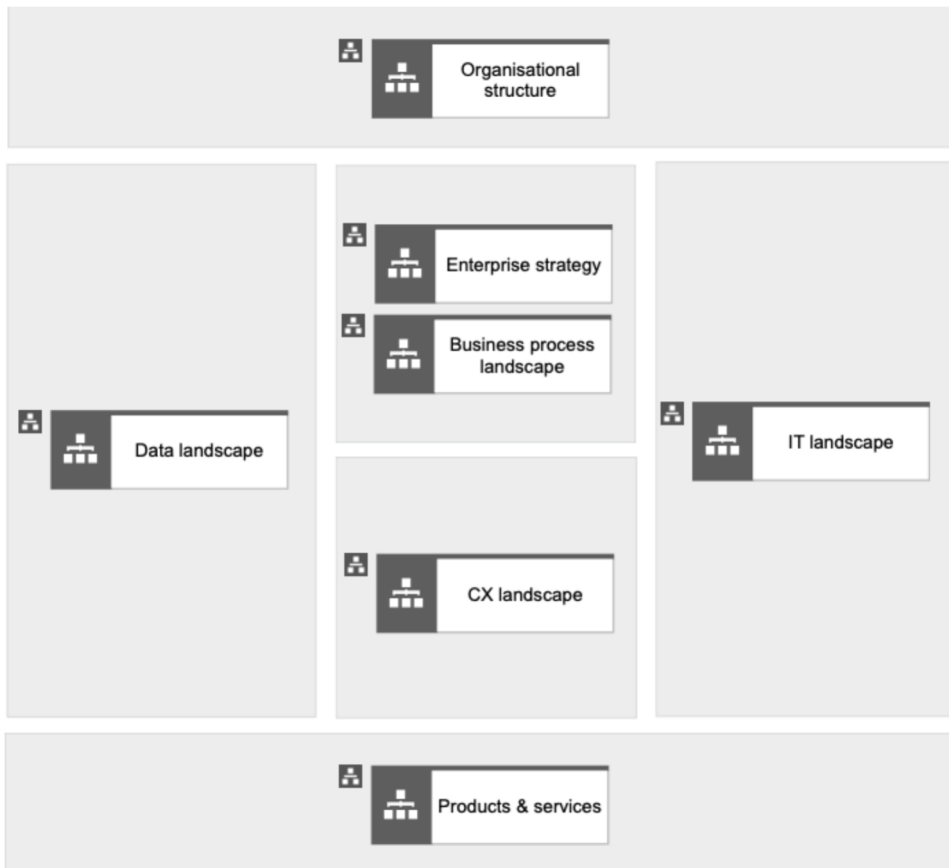 Organisational
structure
Enterprise strategy
Business process
landscape
Data landscape
IT landscape
CX landscape
Products & services